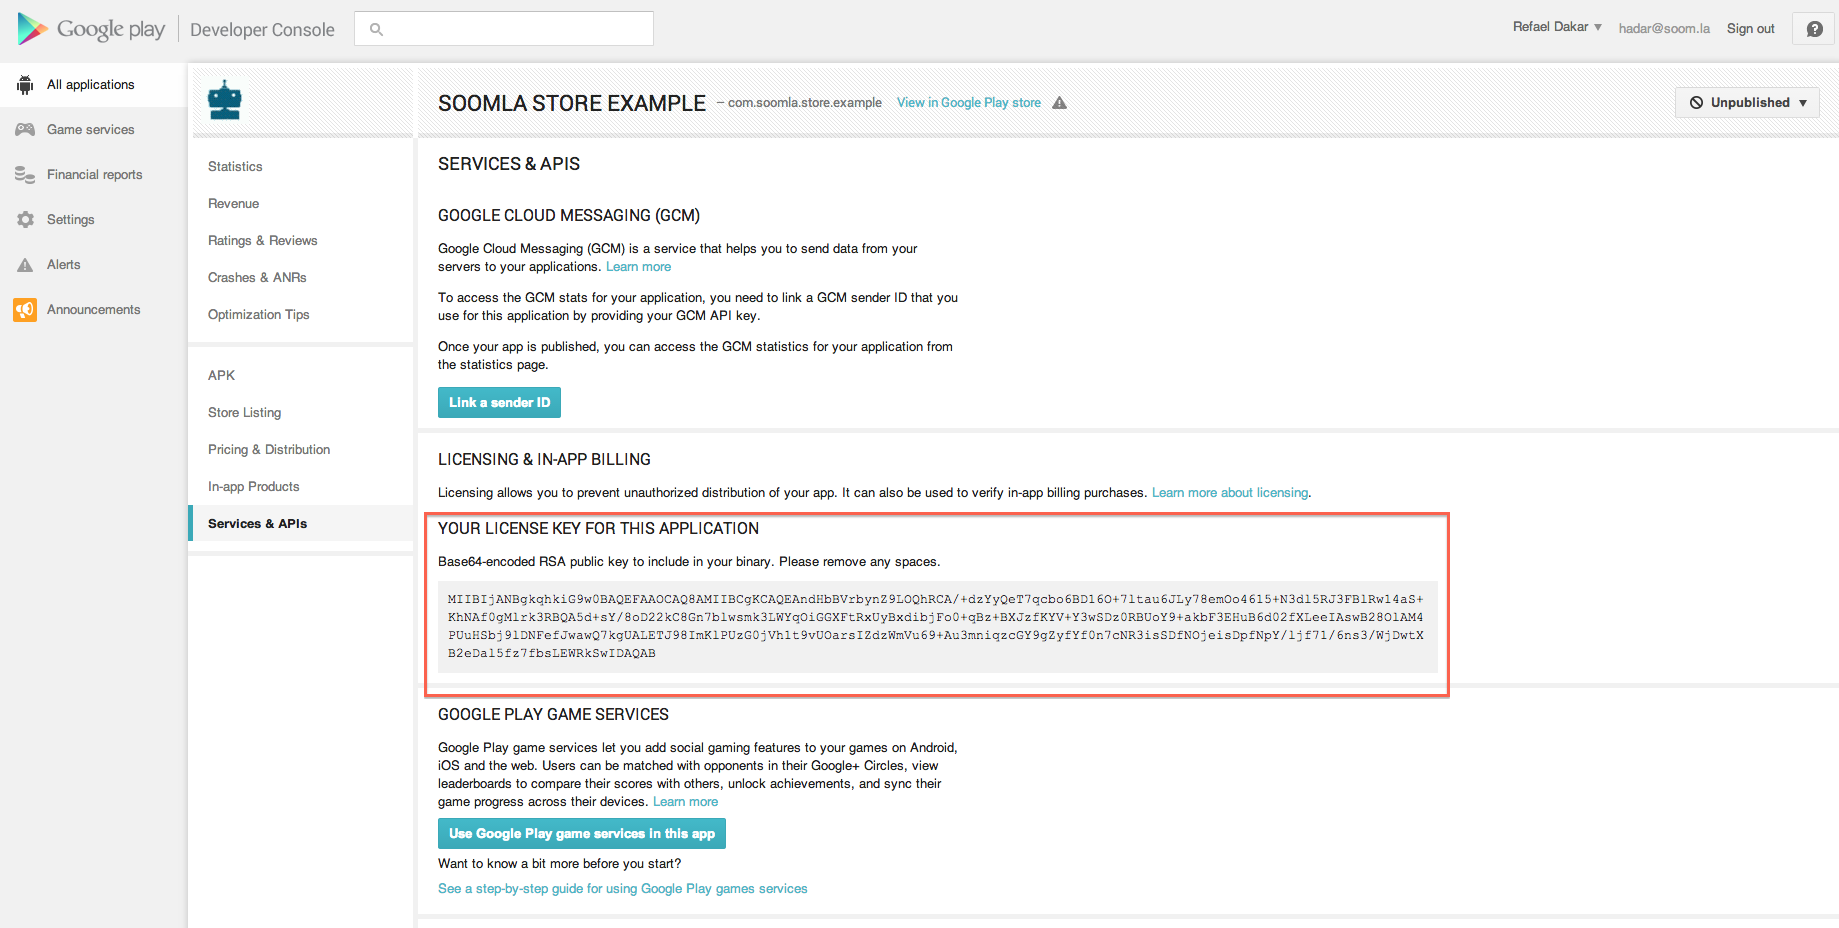 Google play
Developer Console
Refael Dakar
hadar@soom.la
Sign out
All applications
Game services
Financial reports
Settings
Alerts
Announcements
SOOMLA STORE EXAMPLE – com.soomla.store.example View in Google Play store
Unpublished
Statistics
Revenue
Ratings & Reviews
Crashes & ANRs
Optimization Tips
APK
Store Listing
Pricing & Distribution
In-app Products
Services & APIs
SERVICES & APIS
GOOGLE CLOUD MESSAGING (GCM)
Google Cloud Messaging (GCM) is a service that helps you to send data from your
servers to your applications. Learn more
To access the GCM stats for your application, you need to link a GCM sender ID that you
use for this application by providing your GCM API key.
Once your app is published, you can access the GCM statistics for your application from
the statistics page.
Link a sender ID
LICENSING & IN-APP BILLING
Licensing allows you to prevent unauthorized distribution of your app. It can also be used to verify in-app billing purchases. Learn more about licensing.
YOUR LICENSE KEY FOR THIS APPLICATION
Base64-encoded RSA public key to include in your binary. Please remove any spaces.
MIIBIjANBgkqhkiG9w0BAQEFAAOCAQ8AMIIBCgKCAQEAndHbBVrbynZ9LOQhRCA/+dzYyQeT7qcbo6BD16O+7ltau6JLy78emOo46l5+N3dl5RJ3FBlRwl4aS+
KhNAf0gMlrk3RBQA5d+sY/8oD22kC8Gn7blwsmk3LWYqOiGGXFtRxUyBxdibjFo0+qBz+BXJzfKYV+Y3wSDz0RBUoY9+akbF3EHuB6d02fXLeeIAswB28OlAM4
PUuHSbj9lDNFefJwawQ7kgUALETJ98ImKlPUzG0jVh1t9vUOarsIZdzWmVu69+Au3mniqzcGY9gZyfYf0n7cNR3isSDfNOjeisDpfNpY/ljf71/6ns3/WjDwtX
B2eDal5fz7fbsLEWRkSwIDAQAB
GOOGLE PLAY GAME SERVICES
Google Play game services let you add social gaming features to your games on Android,
iOS and the web. Users can be matched with opponents in their Google+ Circles, view
leaderboards to compare their scores with others, unlock achievements, and sync their
game progress across their devices. Learn more
Use Google Play game services in this app
Want to know a bit more before you start?
See a step-by-step guide for using Google Play games services